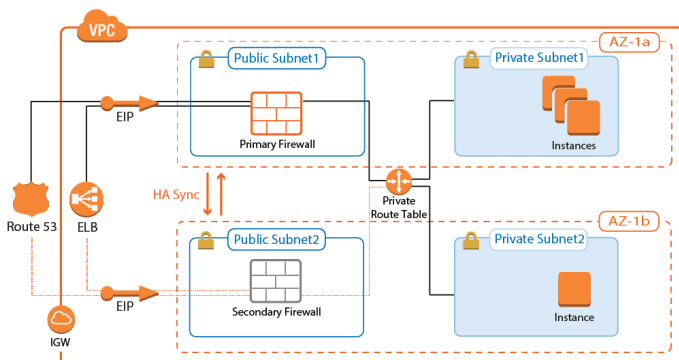 VPC
AZ-1a
Public Subnet1
Private Subnet1
EIP
Primary Firewall
Instances
HA Sync
Private
Route Table
Route 53
ELB
AZ-1b
Public Subnet2
Private Subnet2
EIP
Secondary Firewall
Instance
IGW